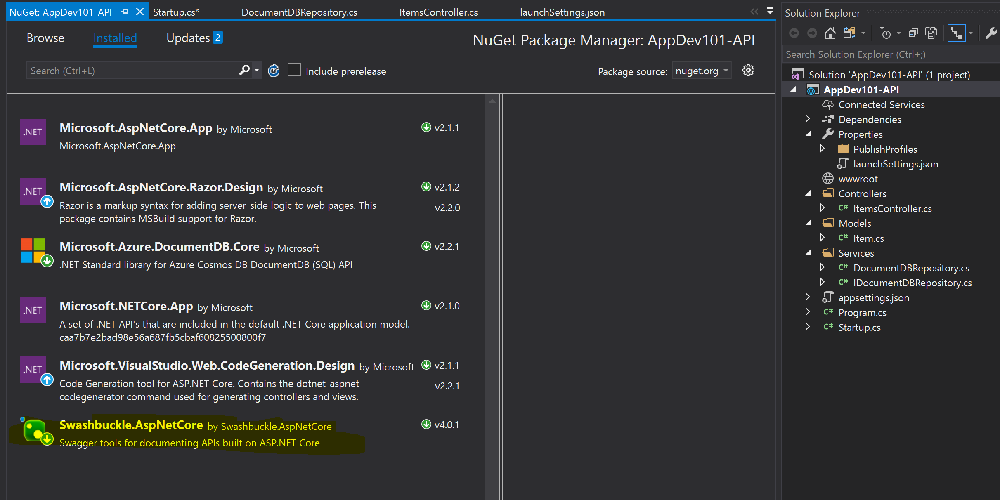 NuGet: AppDev101-API
Startup.cs*
DocumentDBRepository.cs
ItemsController.cs
launchSettings.json
Browse
Installed
Updates 2
NuGet Package Manager: AppDev101-API
Search (Ctrl+L)
Include prerelease
Package source: nuget.org
.NET
Microsoft.AspNetCore.App by Microsoft
v2.1.1
Microsoft.AspNetCore.App
.NET
Microsoft.AspNetCore.Razor.Design by Microsoft
v2.1.2
Razor is a markup syntax for adding server-side logic to web pages. This
v2.2.0
package contains MSBuild support for Razor.
Microsoft.Azure.DocumentDB.Core by Microsoft
v2.2.1
.NET Standard library for Azure Cosmos DB DocumentDB (SQL) API
.NET
Microsoft.NETCore.App by Microsoft
v2.1.0
A set of .NET API's that are included in the default .NET Core application model.
caa7b7e2bad98e56a687fb5cbaf60825500800f7
.NET
Microsoft.VisualStudio.Web.CodeGeneration.Design by Microsoft
v2.1.1
Code Generation tool for ASP.NET Core. Contains the dotnet-aspnet-
v2.2.1
codegenerator command used for generating controllers and views.
Swashbuckle.AspNetCore by Swashbuckle.AspNetCore
v4.0.1
Swagger tools for documenting APIs built on ASP.NET Core
Solution Explorer
Search Solution Explorer (Ctrl+;)
Solution 'AppDev101-API' (1 project)
AppDev101-API
Connected Services
Dependencies
Properties
PublishProfiles
launchSettings.json
wwwroot
Controllers
C# ItemsController.cs
Models
C# Item.cs
Services
C# DocumentDBRepository.cs
C# IDocumentDBRepository.cs
appsettings.json
C# Program.cs
C# Startup.cs